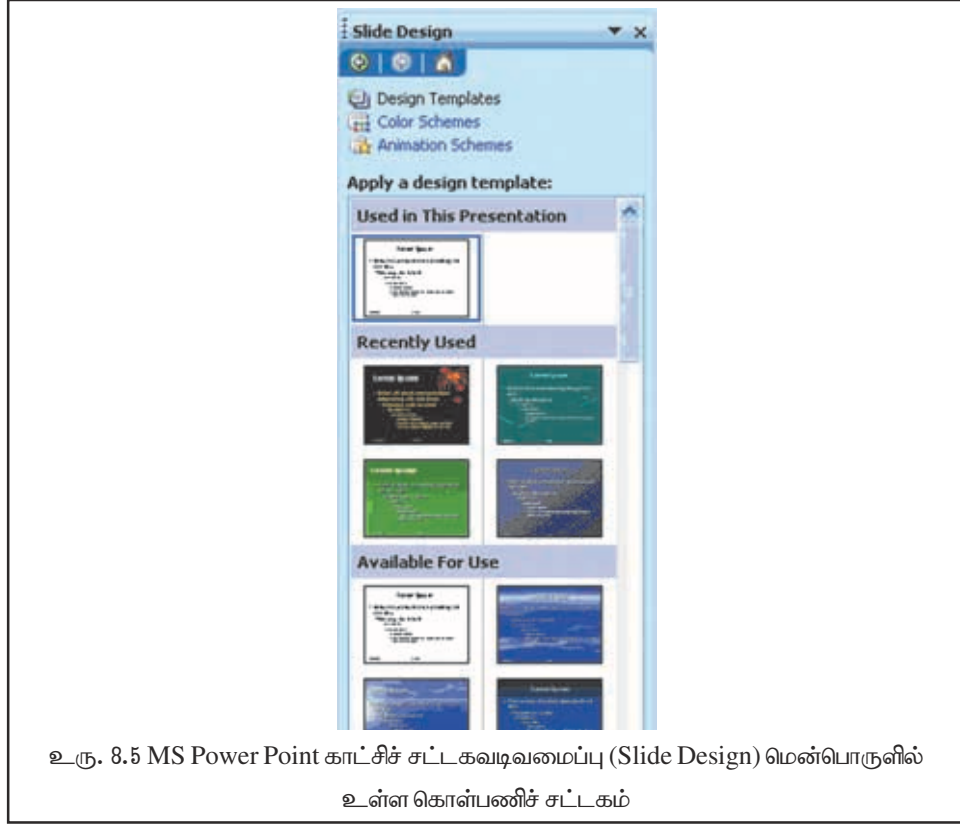 Slide Design
Design Templates
Color Schemes
Animation Schemes
Apply a design template:
Used in This Presentation
Recently Used
Available For Use
உரு. 8.5 MS Power Point காட்சிச் சட்டகவடிவமைப்பு (Slide Design) மென்பொருளில்
உள்ள கொள்பணிச் சட்டகம்